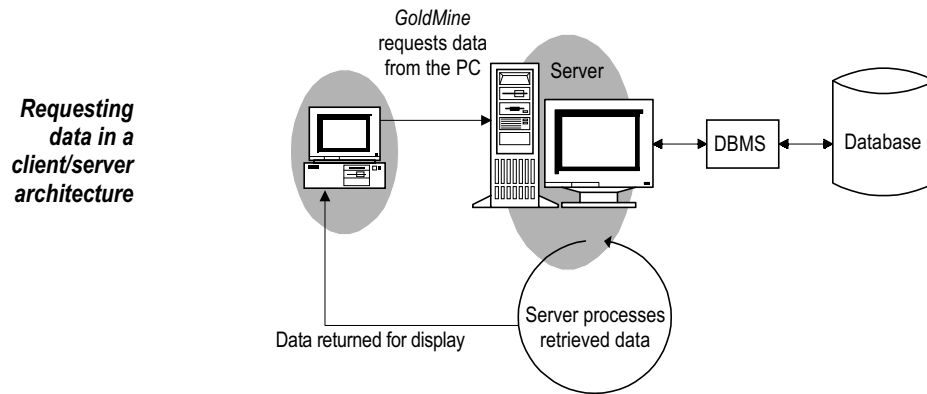 Requesting
data in a
client/server
architecture
GoldMine
requests data
from the PC
Server
DBMS
Database
Server processes
retrieved data
Data returned for display